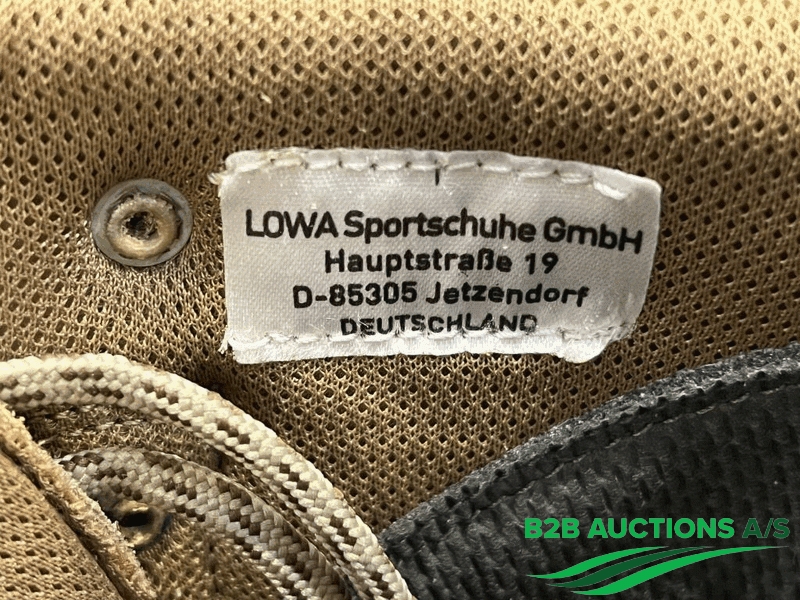 LOWA Sportschuhe GmbH
Hauptstraße 19
D-85305 Jetzendorf
DEUTSCHLAND
B2B AUCTIONS A/S